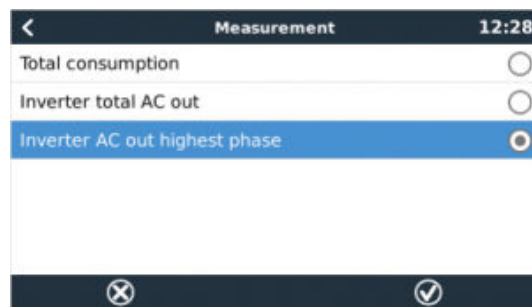 Measurement 12:28
Total consumption
Inverter total AC out
Inverter AC out highest phase